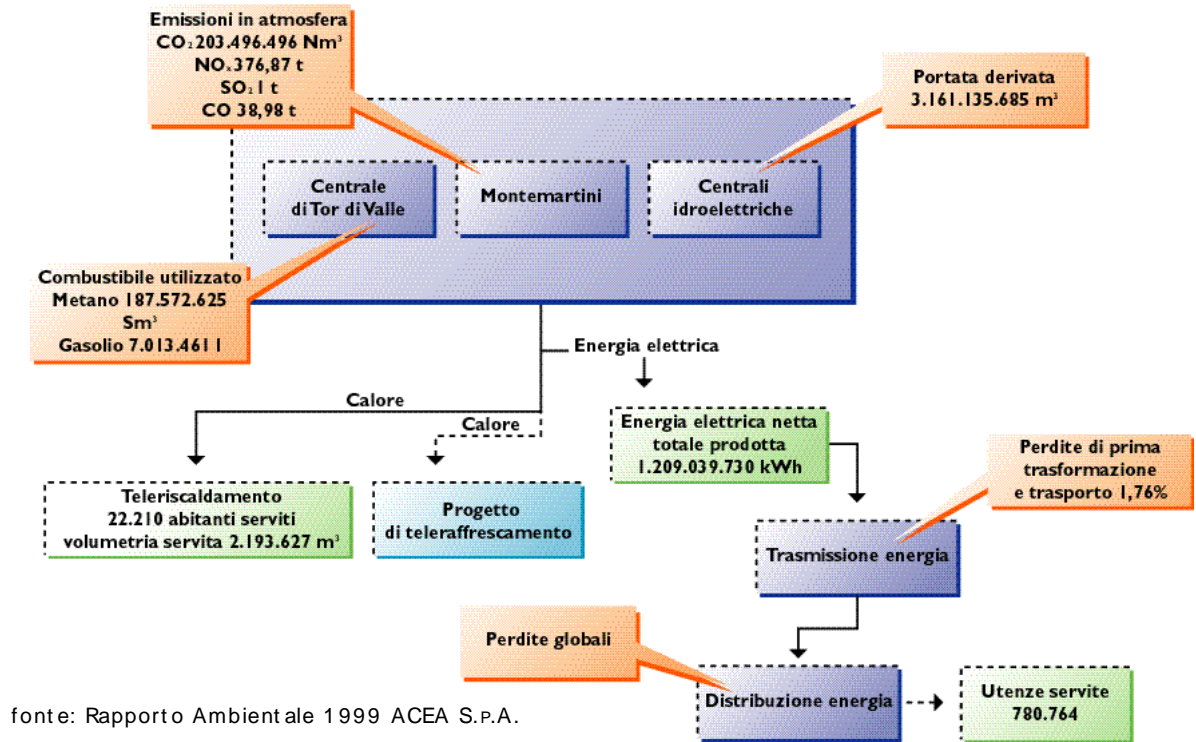 Emissioni in atmosfera
CO₂ 203.496.496 Nm³
NOₓ 376,87 t
SO₂ 1 t
CO 38,98 t
Portata derivata
3.161.135.685 m³
Centrale
di Tor di Valle
Montemartini
Centrali
idroelettriche
Combustibile utilizzato
Metano 187.572.625
Sm³
Gasolio 7.013.461 l
Energia elettrica
Calore
Calore
Energia elettrica netta
totale prodotta
1.209.039.730 kWh
Perdite di prima
trasformazione
e trasporto 1,76%
Teleriscaldamento
22.210 abitanti serviti
volumetria servita 2.193.627 m³
Progetto
di teleraffrescamento
Trasmissione energia
Perdite globali
Distribuzione energia
Utenze servite
780.764
fonte: Rapporto Ambientale 1999 ACEA S.P.A.